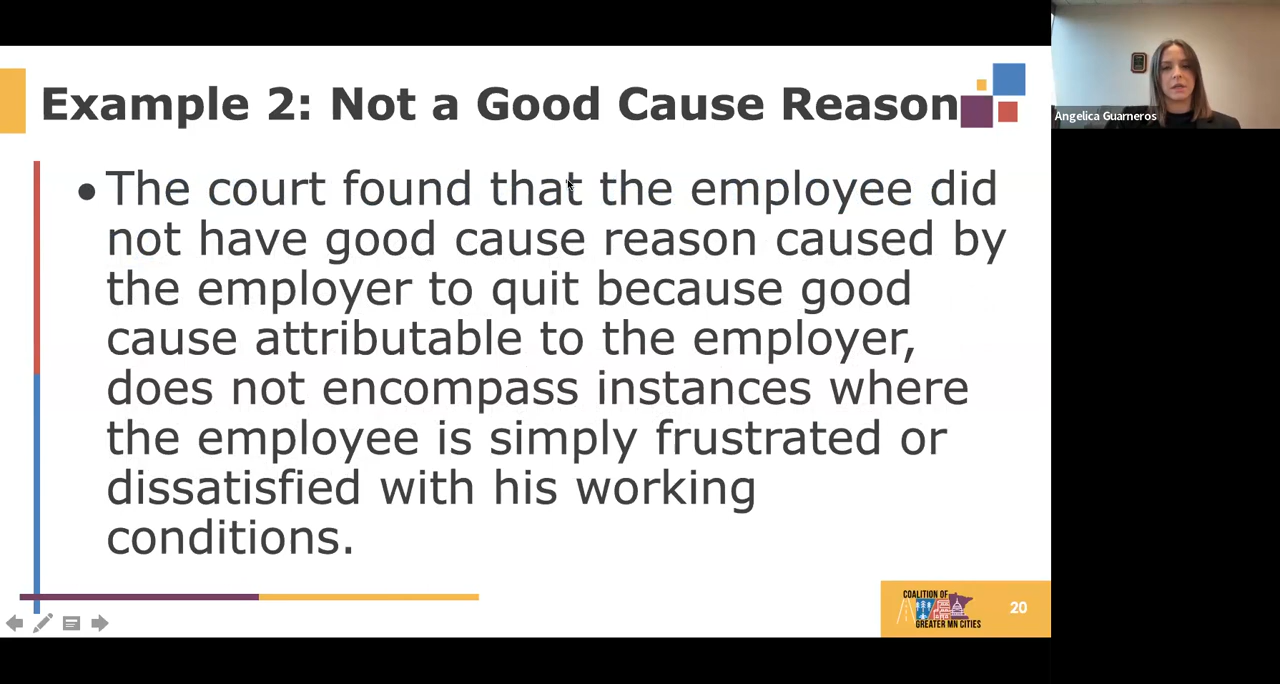 Example 2: Not a Good Cause Reason
• The court found that the employee did
not have good cause reason caused by
the employer to quit because good
cause attributable to the employer,
does not encompass instances where
the employee is simply frustrated or
dissatisfied with his working
conditions.
COALITION OF
GREATER MN CITIES
20
Angelica Guarneros